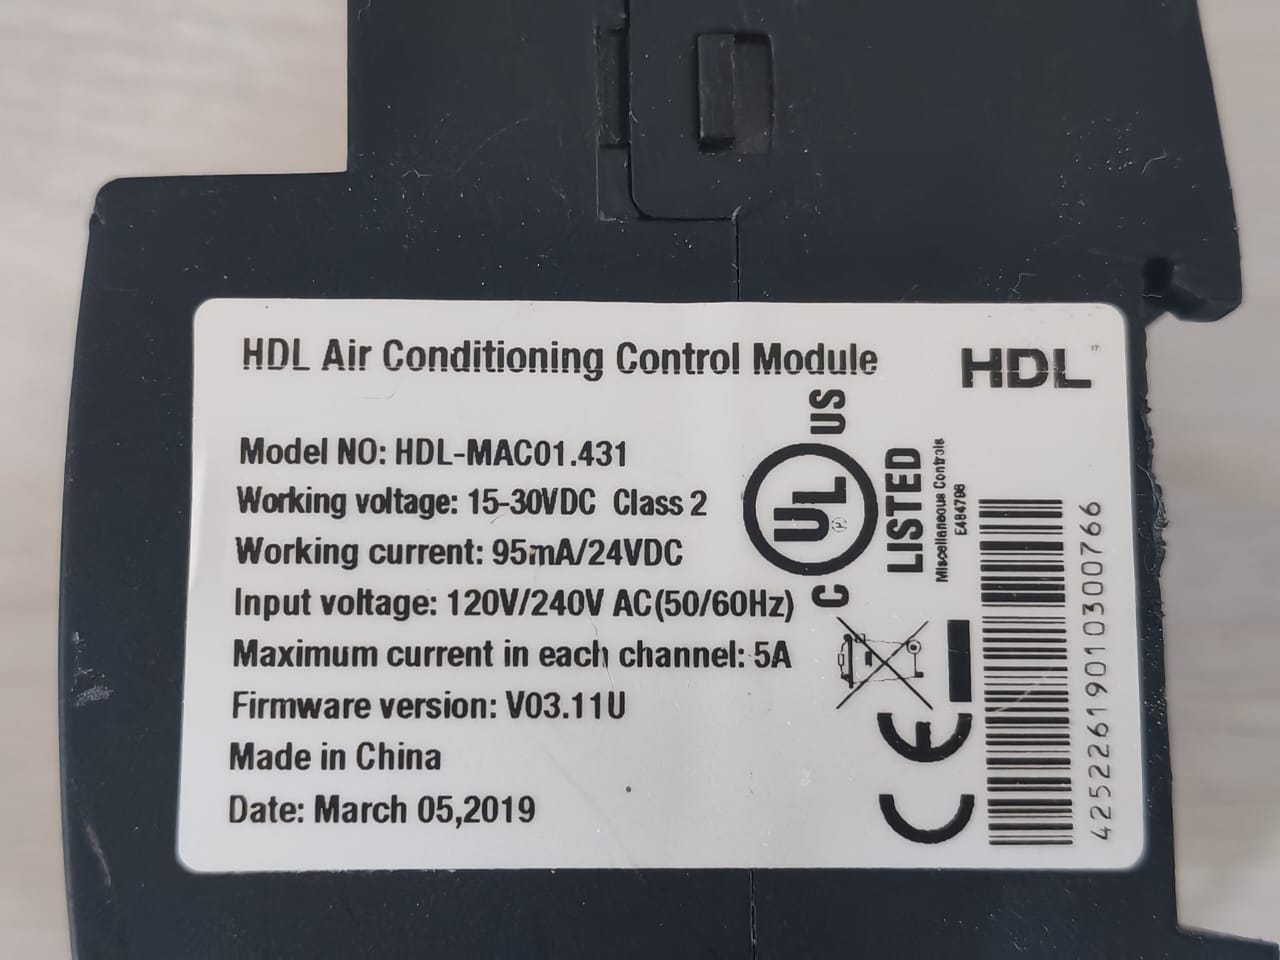 HDL Air Conditioning Control Module
HDL
Model NO: HDL-MAC01.431
Working voltage: 15-30VDC Class 2
Working current: 95mA/24VDC
Input voltage: 120V/240V AC(50/60Hz)
Maximum current in each channel: 5A
Firmware version: V03.11U
Made in China
Date: March 05,2019
C UL US
®
LISTED
Miscellaneous Controls
E484798
CE
42522619010300766